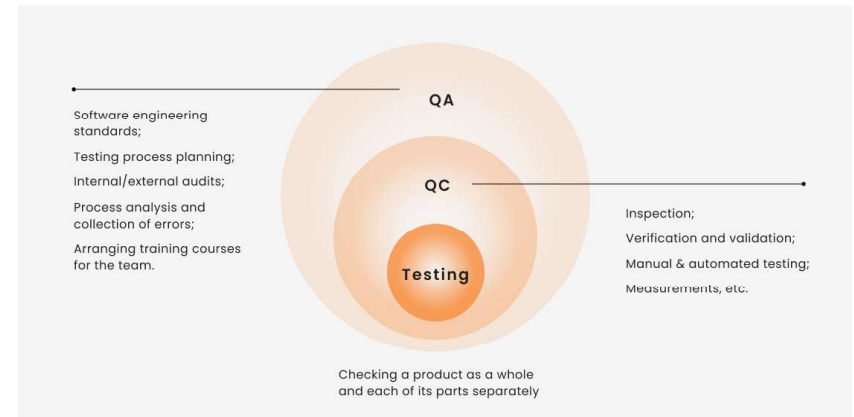 QA
Software engineering
standards;
Testing process planning;
Internal/external audits;
Process analysis and
collection of errors;
Arranging training courses
for the team.
QC
Inspection;
Verification and validation;
Manual & automated testing;
Measurements, etc.
Testing
Checking a product as a whole
and each of its parts separately